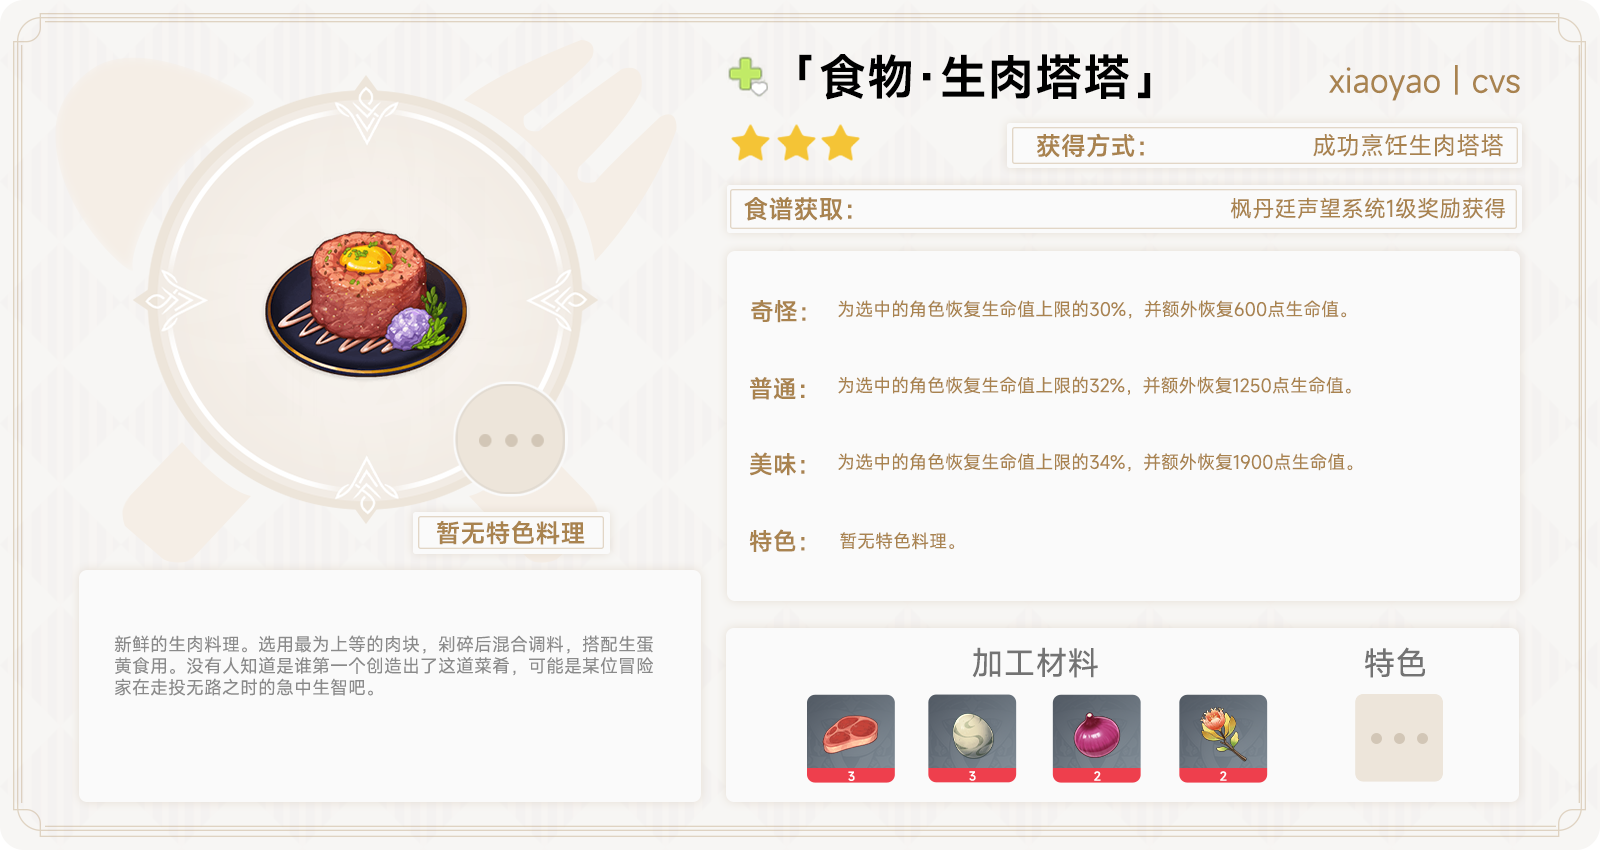 「食物·生肉塔塔」
xiaoyao | cvs
获得方式：
成功烹饪生肉塔塔
食谱获取：
枫丹廷声望系统1级奖励获得
奇怪：
为选中的角色恢复生命值上限的30%，并额外恢复600点生命值。
普通：
为选中的角色恢复生命值上限的32%，并额外恢复1250点生命值。
美味：
为选中的角色恢复生命值上限的34%，并额外恢复1900点生命值。
特色：
暂无特色料理。
暂无特色料理
新鲜的生肉料理。选用最为上等的肉块，剁碎后混合调料，搭配生蛋
黄食用。没有人知道是谁第一个创造出了这道菜肴，可能是某位冒险
家在走投无路之时的急中生智吧。
加工材料
特色
3
3
2
2